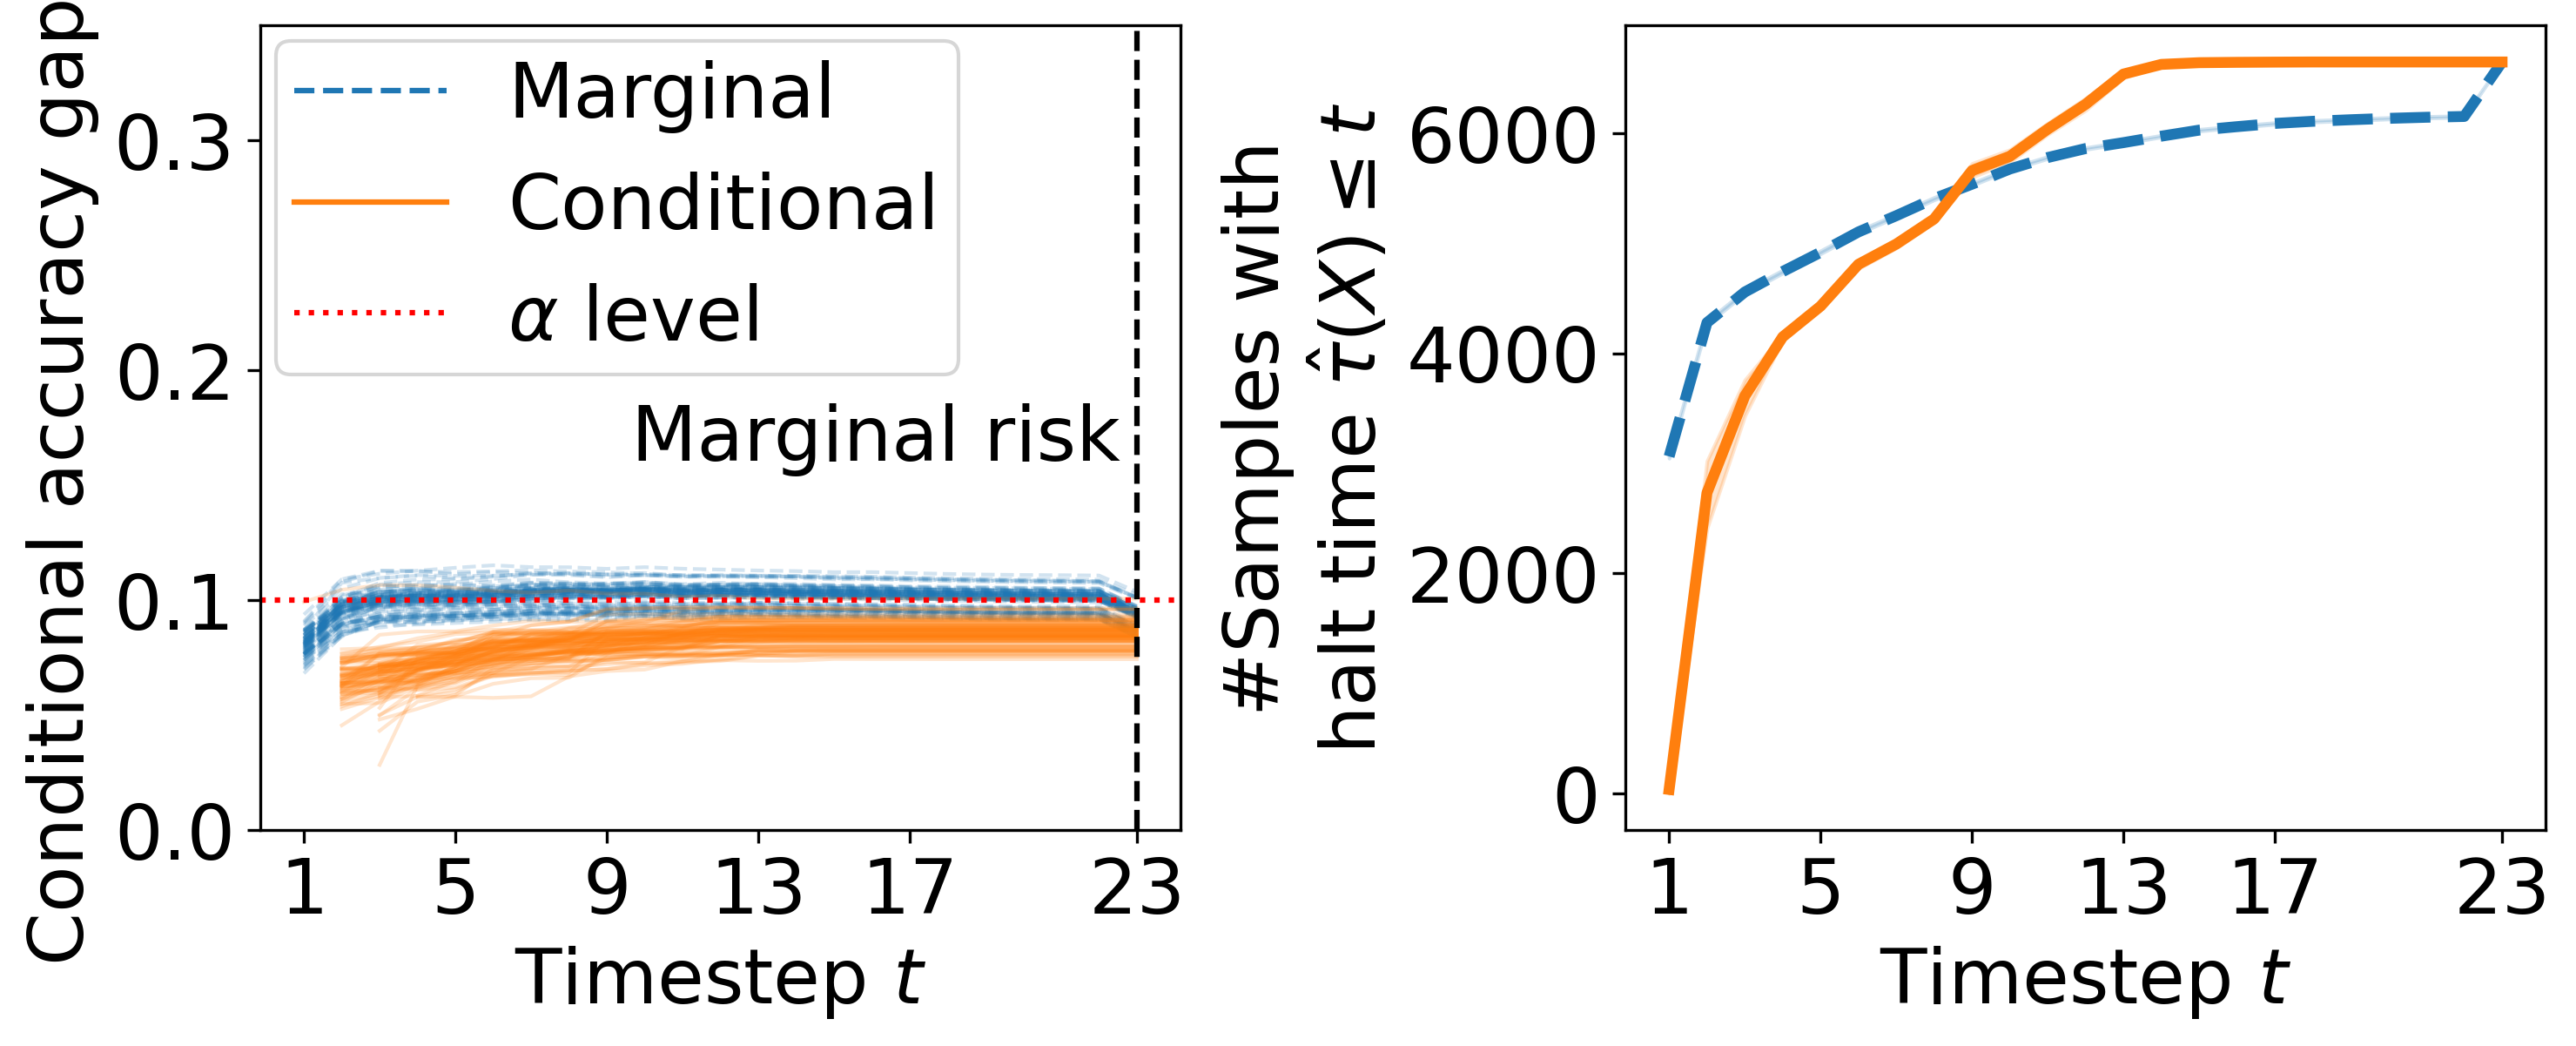 Conditional accuracy gap
0.3
0.2
0.1
0.0
Marginal
Conditional
α level
Marginal risk
1 5 9 13 17 23
Timestep t
#Samples with
halt time τ̂(X) ≤ t
6000
4000
2000
0
1 5 9 13 17 23
Timestep t